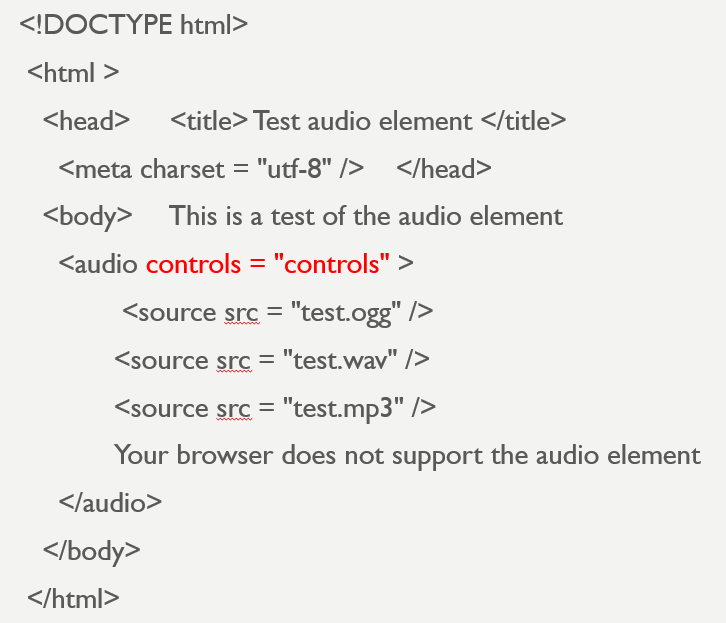 <!DOCTYPE html>
<html >
<head> <title> Test audio element </title>
<meta charset = "utf-8" /> </head>
<body> This is a test of the audio element
<audio controls = "controls" >
<source src = "test.ogg" />
<source src = "test.wav" />
<source src = "test.mp3" />
Your browser does not support the audio element
</audio>
</body>
</html>